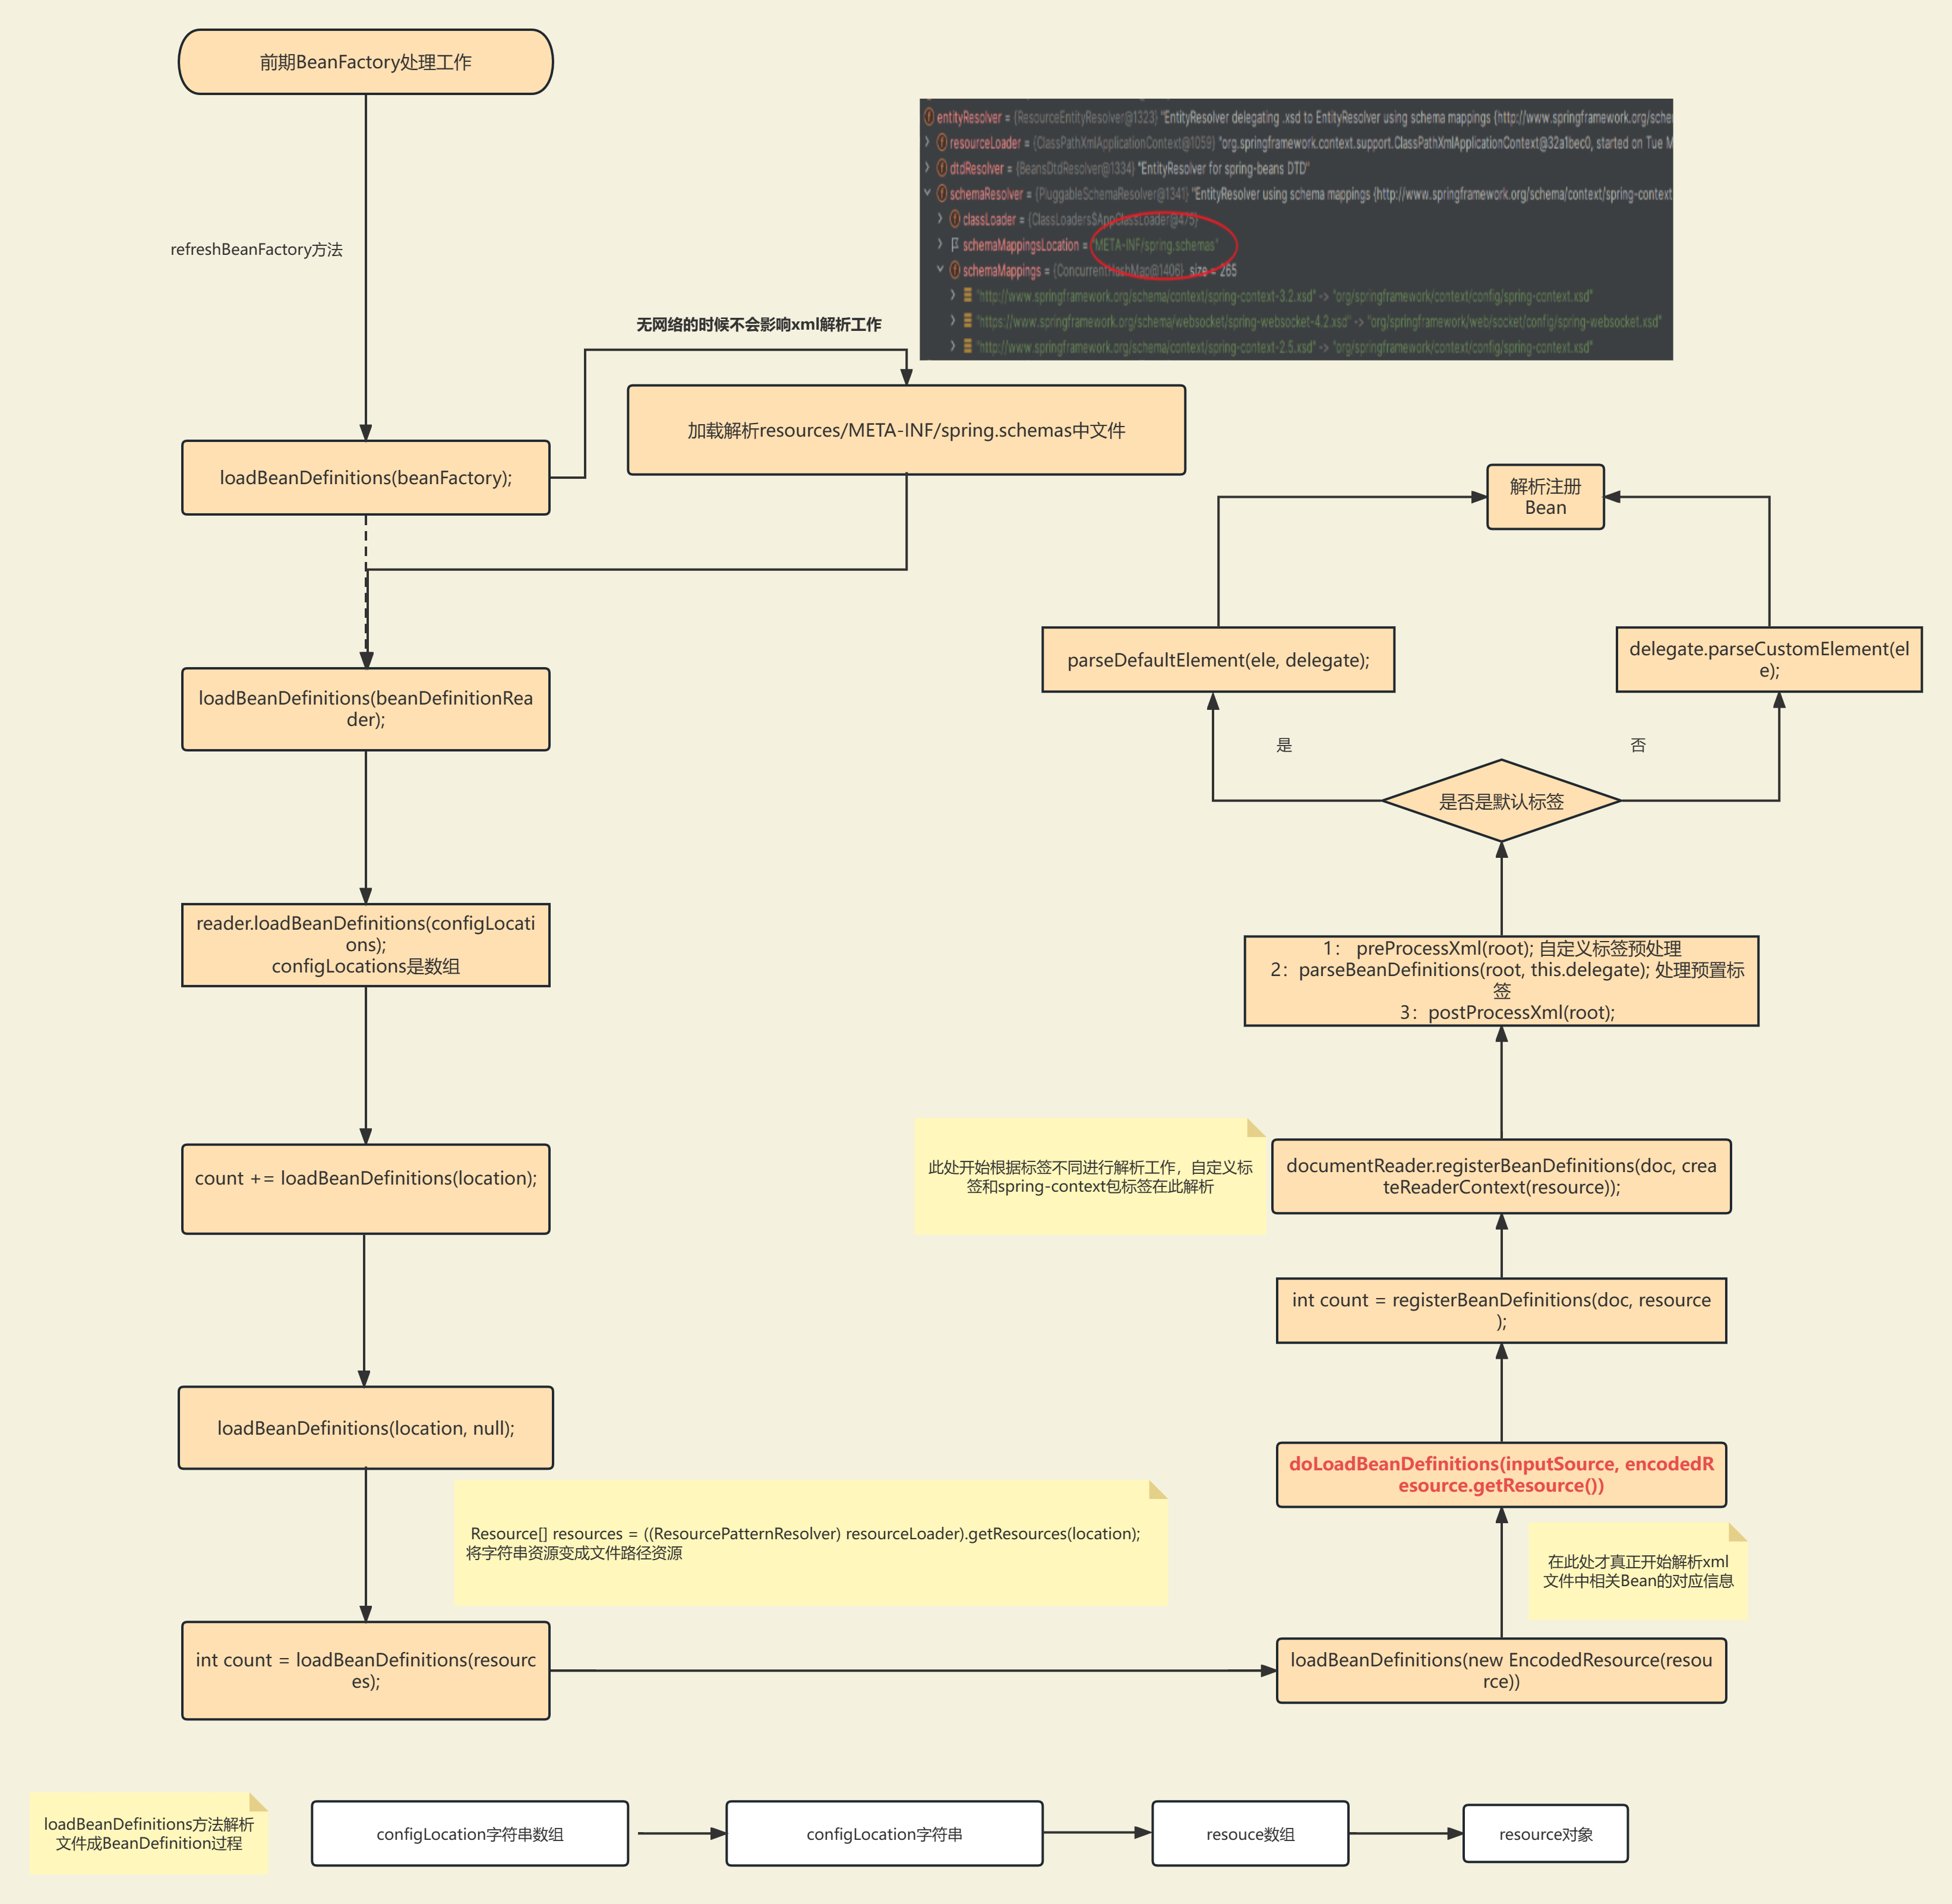 前期BeanFactory处理工作
refreshBeanFactory方法
entityResolver = {ResourceEntityResolver@1323} "EntityResolver delegating .xsd to EntityResolver using schema mappings {http://www.springframework.org/schem
resourceLoader = {ClassPathXmlApplicationContext@1059} "org.springframework.context.support.ClassPathXmlApplicationContext@32a1bec0, started on Tue M
dtdResolver = {BeansDtdResolver@1334} "EntityResolver for spring-beans DTD"
schemaResolver = {PluggableSchemaResolver@1341} "EntityResolver using schema mappings {http://www.springframework.org/schema/context/spring-context
classLoader = {ClassLoaders$AppClassLoader@475}
schemaMappingsLocation = "META-INF/spring.schemas"
schemaMappings = {ConcurrentHashMap@1406} size = 265
"http://www.springframework.org/schema/context/spring-context-3.2.xsd" -> "org/springframework/context/config/spring-context.xsd"
"https://www.springframework.org/schema/websocket/spring-websocket-4.2.xsd" -> "org/springframework/web/socket/config/spring-websocket.xsd"
"http://www.springframework.org/schema/context/spring-context-2.5.xsd" -> "org/springframework/context/config/spring-context.xsd"
无网络的时候不会影响xml解析工作
加载解析resources/META-INF/spring.schemas中文件
loadBeanDefinitions(beanFactory);
loadBeanDefinitions(beanDefinitionRea
der);
reader.loadBeanDefinitions(configLocati
ons);
configLocations是数组
count += loadBeanDefinitions(location);
loadBeanDefinitions(location, null);
Resource[] resources = ((ResourcePatternResolver) resourceLoader).getResources(location);
将字符串资源变成文件路径资源
int count = loadBeanDefinitions(resourc
es);
loadBeanDefinitions(new EncodedResource(resou
rce))
在此处才真正开始解析xml
文件中相关Bean的对应信息
doLoadBeanDefinitions(inputSource, encodedR
esource.getResource())
int count = registerBeanDefinitions(doc, resource
);
documentReader.registerBeanDefinitions(doc, crea
teReaderContext(resource));
此处开始根据标签不同进行解析工作，自定义标
签和spring-context包标签在此解析
1： preProcessXml(root); 自定义标签预处理
2：parseBeanDefinitions(root, this.delegate); 处理预置标
签
3：postProcessXml(root);
是否是默认标签
是
否
parseDefaultElement(ele, delegate);
delegate.parseCustomElement(el
e);
解析注册
Bean
loadBeanDefinitions方法解析
文件成BeanDefinition过程
configLocation字符串数组
configLocation字符串
resouce数组
resource对象